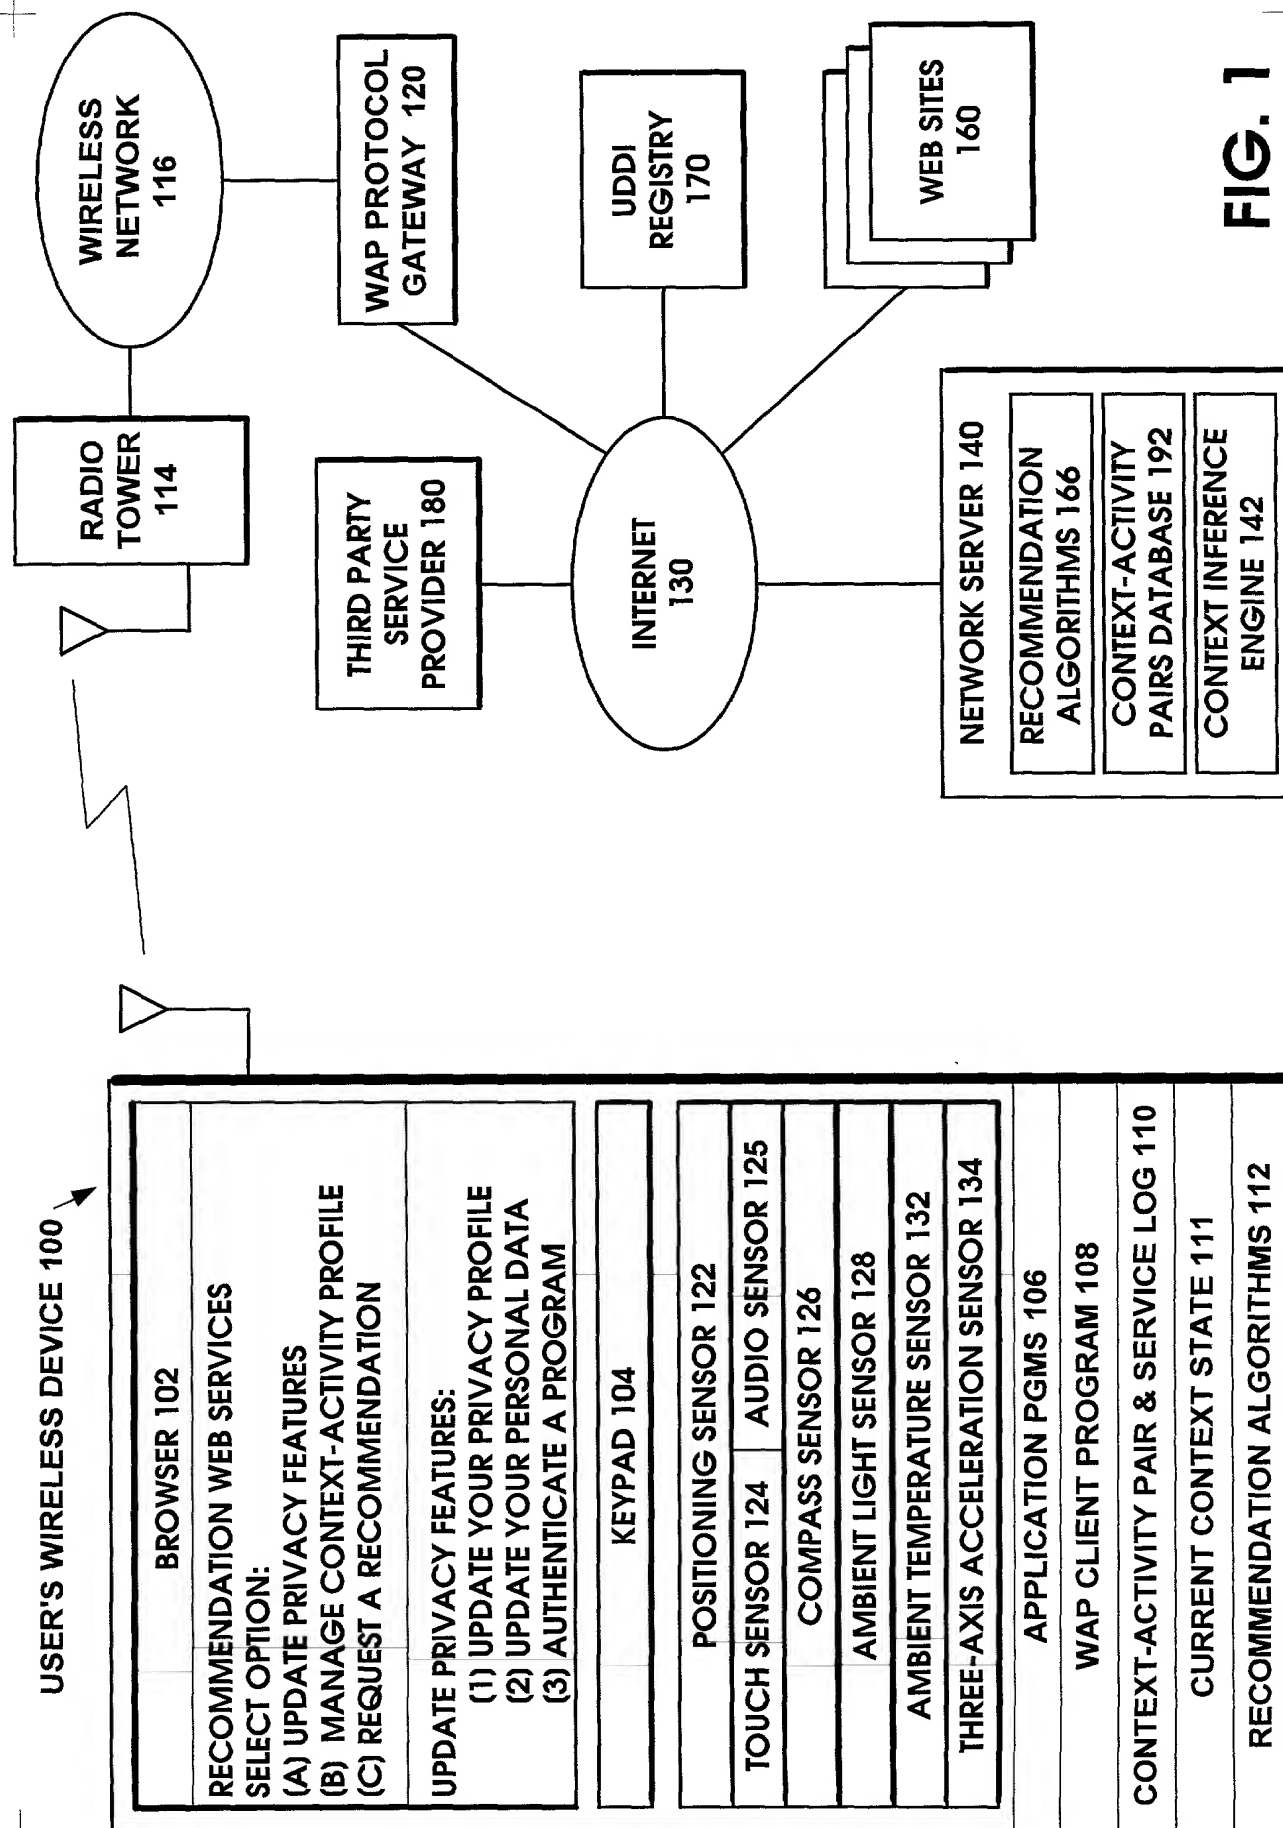 USER'S WIRELESS DEVICE 100
BROWSER 102
RECOMMENDATION WEB SERVICES
SELECT OPTION:
(A) UPDATE PRIVACY FEATURES
(B) MANAGE CONTEXT-ACTIVITY PROFILE
(C) REQUEST A RECOMMENDATION
UPDATE PRIVACY FEATURES:
(1) UPDATE YOUR PRIVACY PROFILE
(2) UPDATE YOUR PERSONAL DATA
(3) AUTHENTICATE A PROGRAM
KEYPAD 104
POSITIONING SENSOR 122
TOUCH SENSOR 124 AUDIO SENSOR 125
COMPASS SENSOR 126
AMBIENT LIGHT SENSOR 128
AMBIENT TEMPERATURE SENSOR 132
THREE-AXIS ACCELERATION SENSOR 134
APPLICATION PGMS 106
WAP CLIENT PROGRAM 108
CONTEXT-ACTIVITY PAIR & SERVICE LOG 110
CURRENT CONTEXT STATE 111
RECOMMENDATION ALGORITHMS 112
RADIO
TOWER
114
WIRELESS
NETWORK
116
WAP PROTOCOL
GATEWAY 120
THIRD PARTY
SERVICE
PROVIDER 180
INTERNET
130
UDDI
REGISTRY
170
WEB SITES
160
NETWORK SERVER 140
RECOMMENDATION
ALGORITHMS 166
CONTEXT-ACTIVITY
PAIRS DATABASE 192
CONTEXT INFERENCE
ENGINE 142
FIG. 1